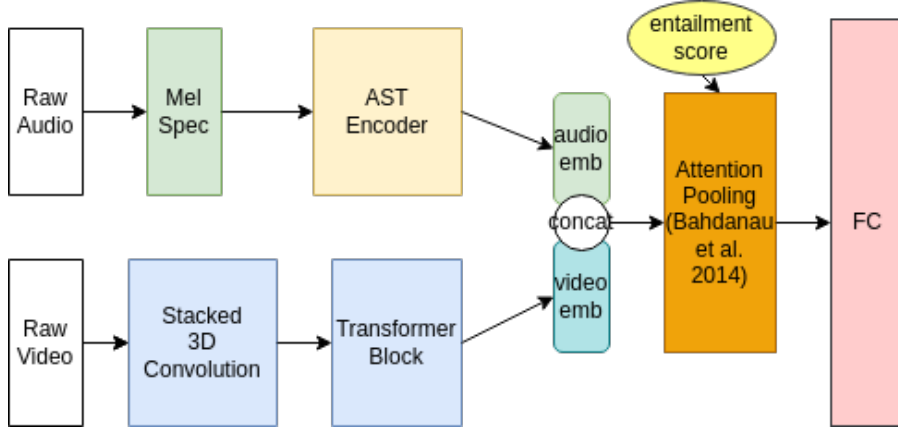 entailment
score
Raw
Audio
Mel
Spec
AST
Encoder
audio
emb
concat
Attention
Pooling
(Bahdanau
et al.
2014)
FC
Raw
Video
Stacked
3D
Convolution
Transformer
Block
video
emb